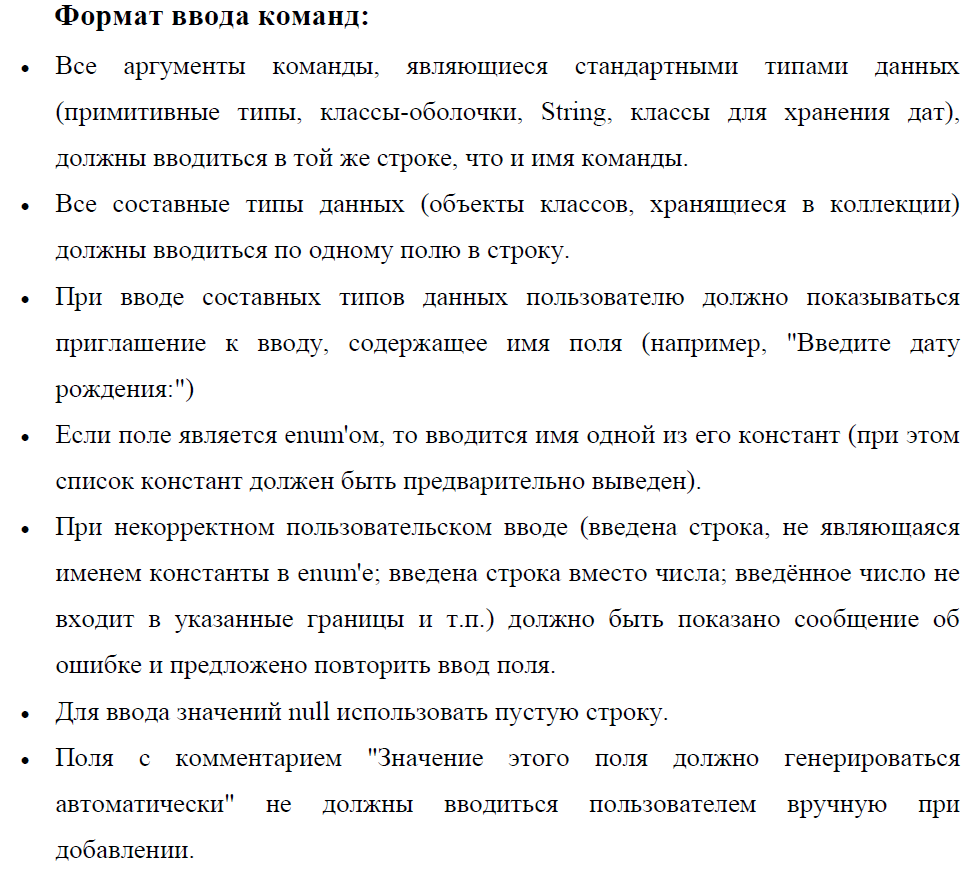 Формат ввода команд:
• Все аргументы команды, являющиеся стандартными типами данных
(примитивные типы, классы-оболочки, String, классы для хранения дат),
должны вводиться в той же строке, что и имя команды.
• Все составные типы данных (объекты классов, хранящиеся в коллекции)
должны вводиться по одному полю в строку.
• При вводе составных типов данных пользователю должно показываться
приглашение к вводу, содержащее имя поля (например, "Введите дату
рождения:")
• Если поле является enum'ом, то вводится имя одной из его констант (при этом
список констант должен быть предварительно выведен).
• При некорректном пользовательском вводе (введена строка, не являющаяся
именем константы в enum'е; введена строка вместо числа; введённое число не
входит в указанные границы и т.п.) должно быть показано сообщение об
ошибке и предложено повторить ввод поля.
• Для ввода значений null использовать пустую строку.
• Поля с комментарием "Значение этого поля должно генерироваться
автоматически" не должны вводиться пользователем вручную при
добавлении.